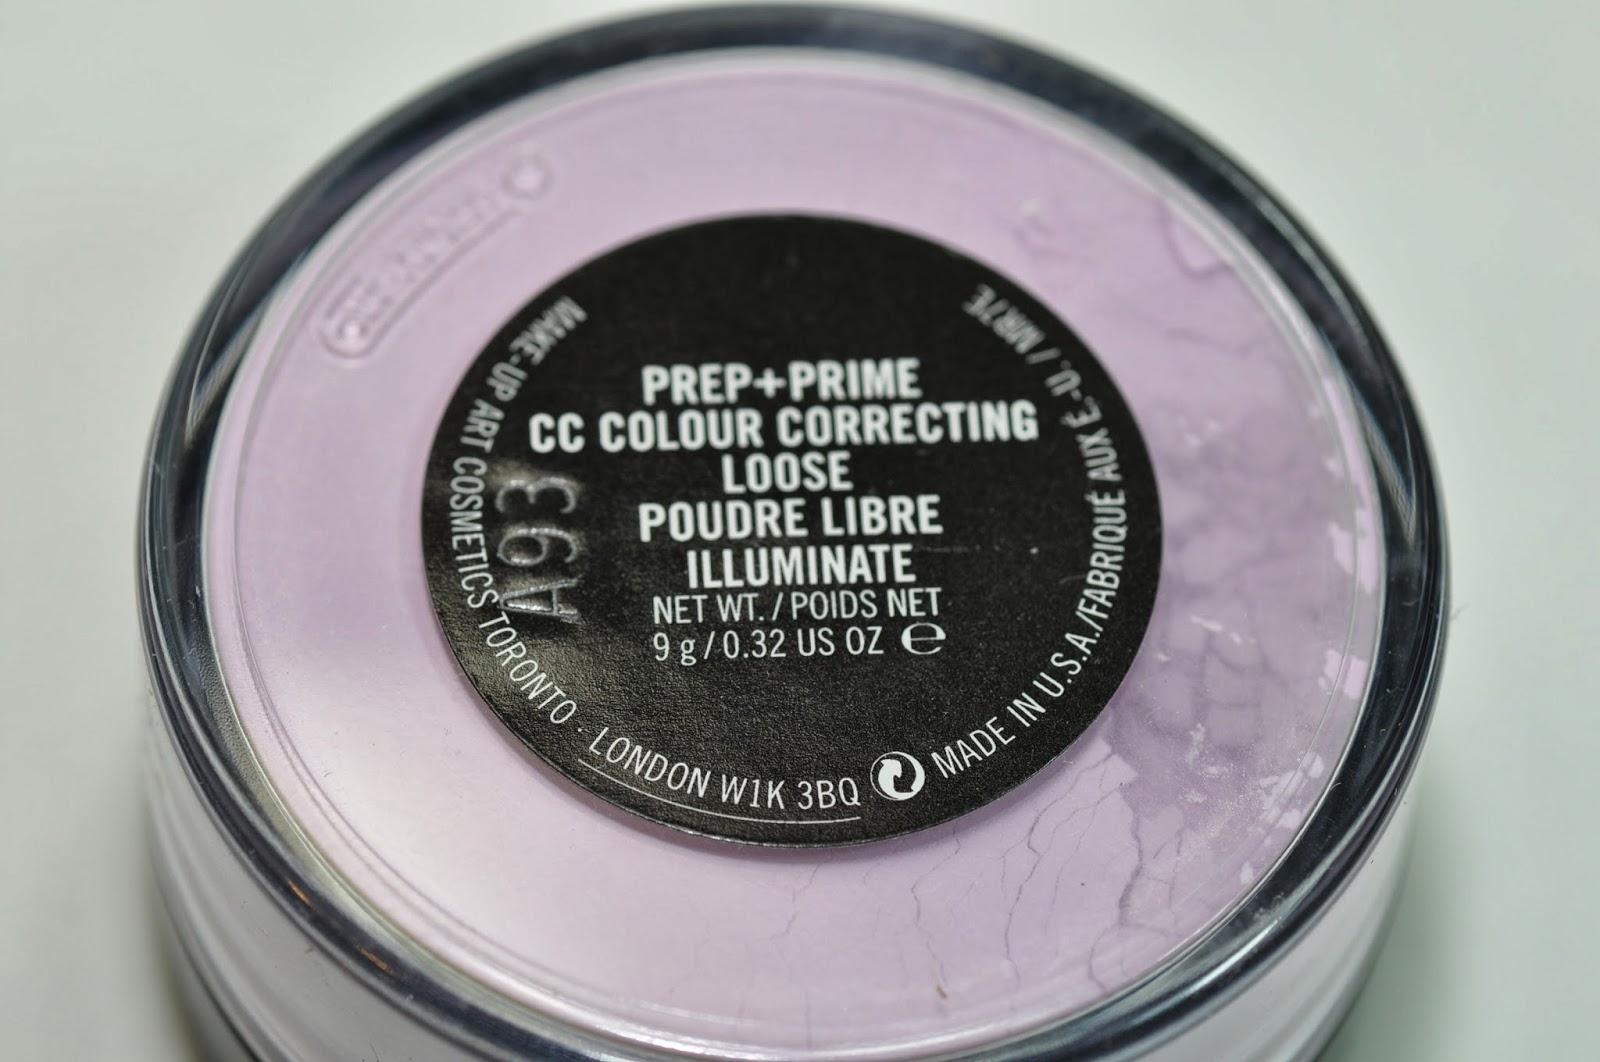 PREP+PRIME
CC COLOUR CORRECTING
LOOSE
POUDRE LIBRE
ILLUMINATE
NET WT. / POIDS NET
9 g / 0.32 US OZ ℮
A93
MAKE-UP ART COSMETICS TORONTO · LONDON W1K 3BQ
MADE IN U.S.A./FABRIQUÉ AUX É.-U. / MR7E